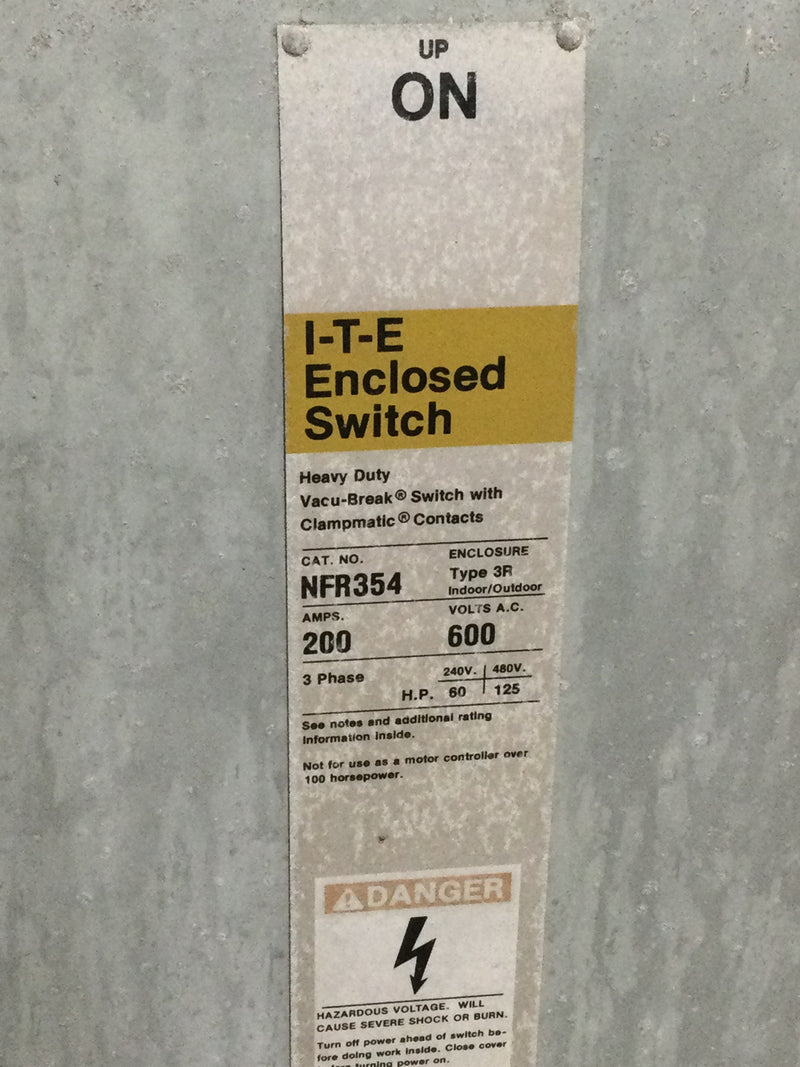 UP
ON
I-T-E
Enclosed
Switch
Heavy Duty
Vacu-Break® Switch with
Clampmatic® Contacts
CAT. NO.
NFR354
ENCLOSURE
Type 3R
Indoor/Outdoor
AMPS.
200
VOLTS A.C.
600
3 Phase
240V. 480V.
H.P. 60 125
See notes and additional rating
information inside.
Not for use as a motor controller over
100 horsepower.
DANGER
HAZARDOUS VOLTAGE. WILL
CAUSE SEVERE SHOCK OR BURN.
Turn off power ahead of switch be-
fore doing work inside. Close cover
turning power on.